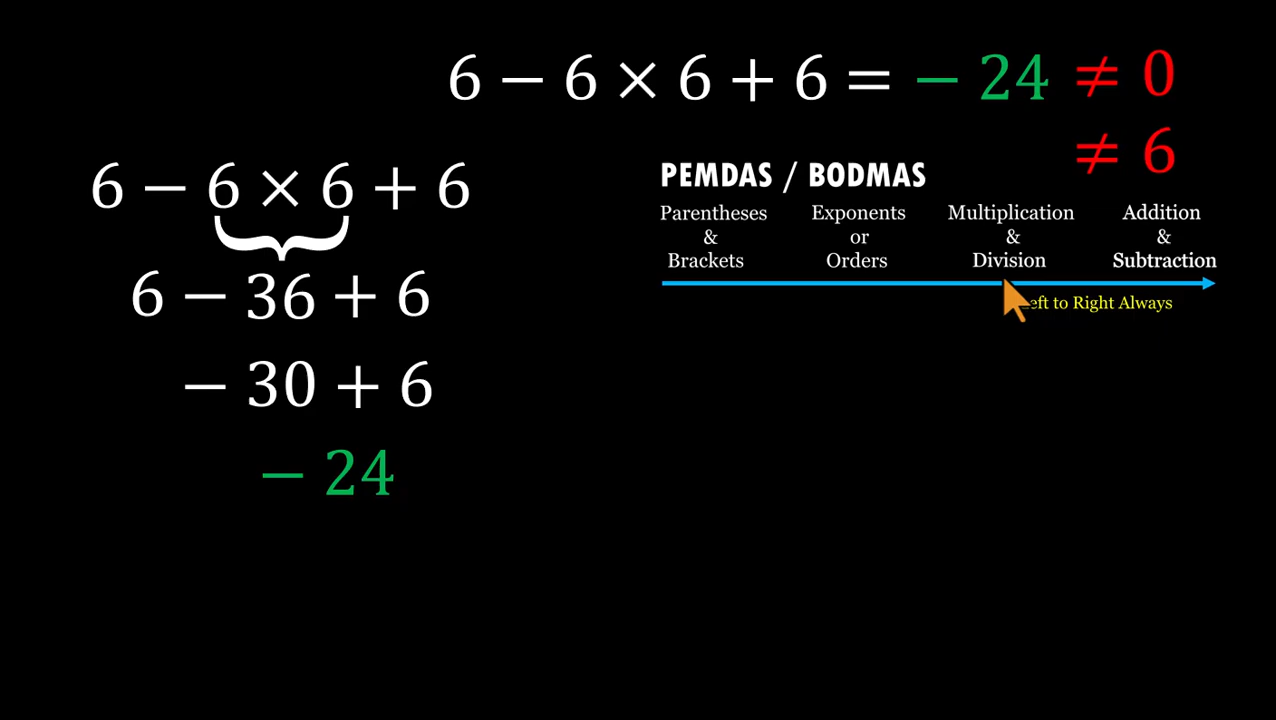 6 − 6 × 6 + 6 = − 24 ≠ 0
≠ 6
6 − 6 × 6 + 6
6 − 36 + 6
− 30 + 6
− 24
PEMDAS / BODMAS
Parentheses Exponents Multiplication Addition
& or & &
Brackets Orders Division Subtraction
to Right Always